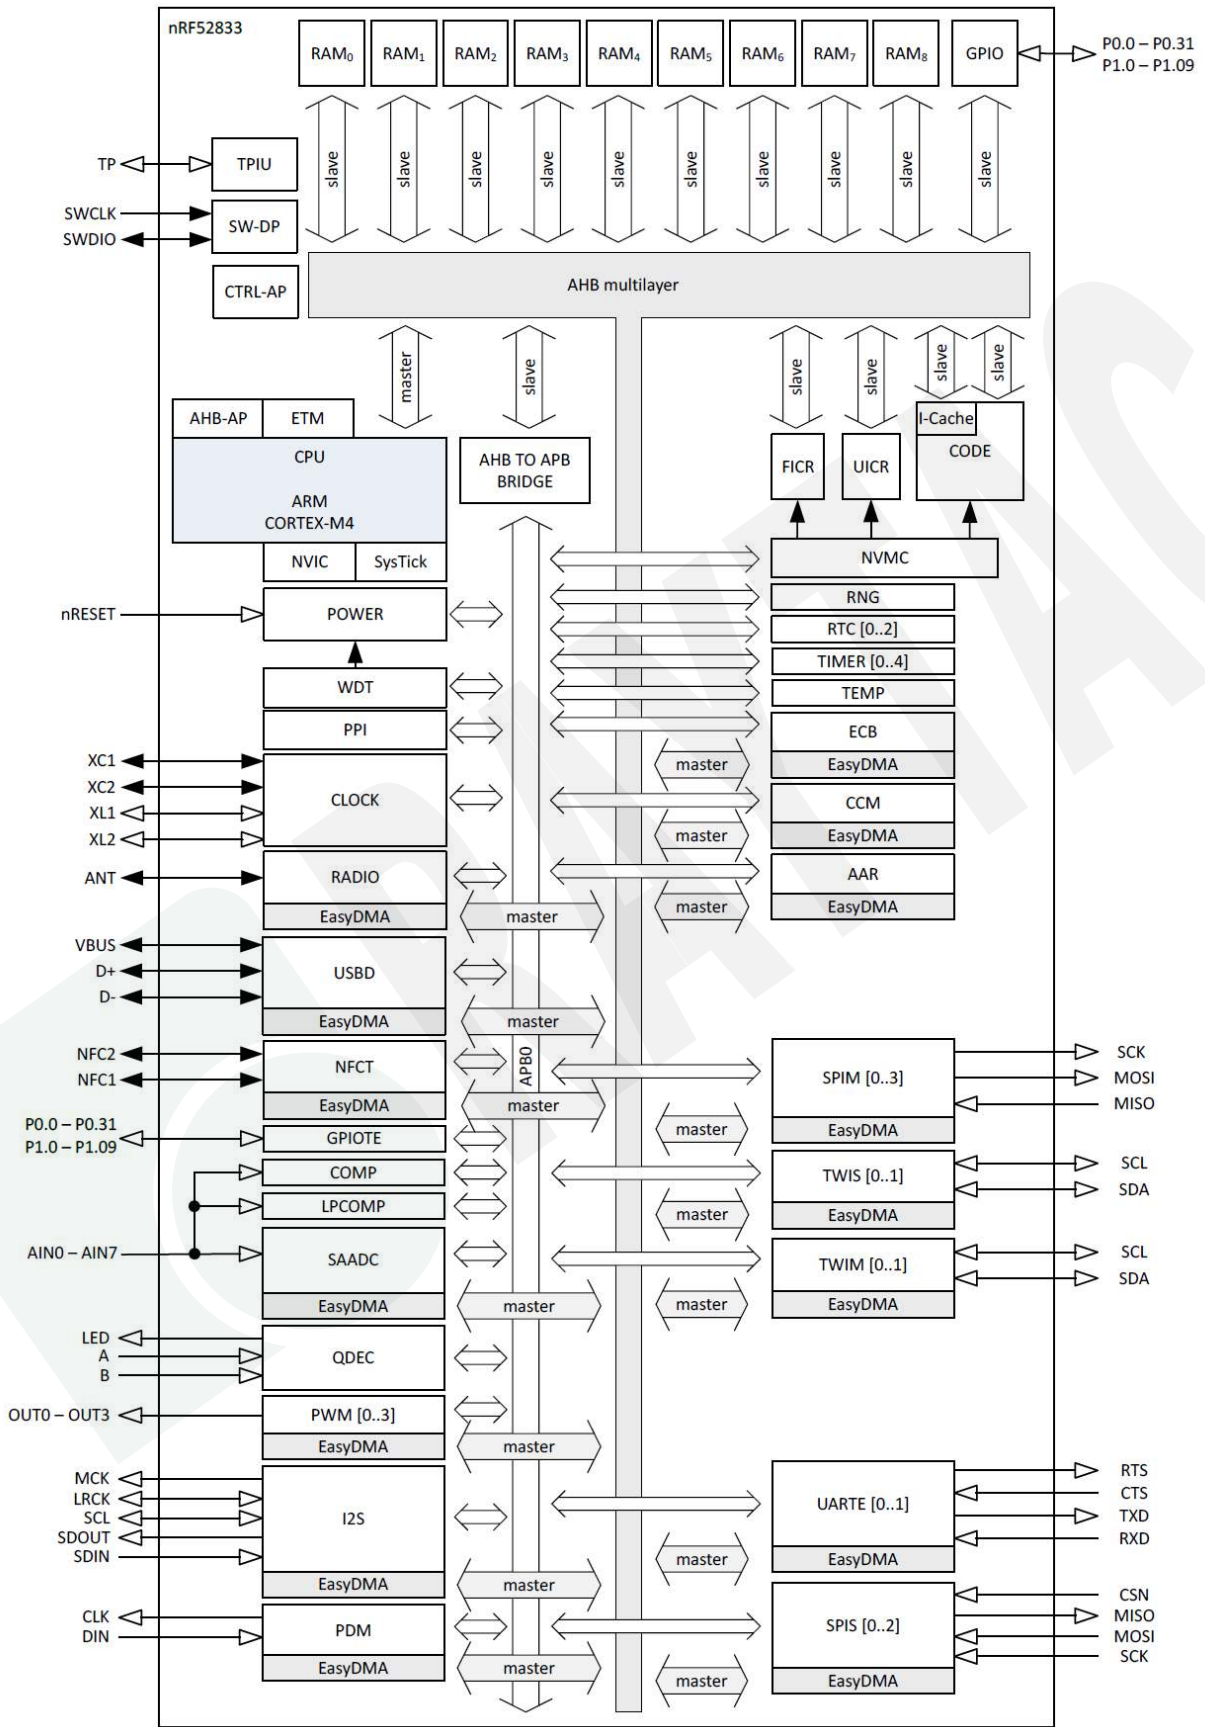 nRF52833
RAM0 RAM1 RAM2 RAM3 RAM4 RAM5 RAM6 RAM7 RAM8 GPIO
P0.0 – P0.31
P1.0 – P1.09
slave slave slave slave slave slave slave slave slave slave
TP TPIU
SWCLK
SWDIO
SW-DP
CTRL-AP
AHB multilayer
master slave slave slave slave slave
AHB-AP ETM
CPU
ARM
CORTEX-M4
NVIC SysTick
AHB TO APB
BRIDGE
FICR UICR
I-Cache
CODE
NVMC
nRESET POWER
RNG
RTC [0..2]
TIMER [0..4]
WDT
TEMP
PPI
ECB
master EasyDMA
XC1
XC2
XL1
XL2
CLOCK
CCM
master EasyDMA
ANT RADIO
EasyDMA master
AAR
master EasyDMA
VBUS
D+
D-
USBD
EasyDMA master
APB0
NFC2
NFC1
NFCT
EasyDMA master
SPIM [0..3]
SCK
MOSI
MISO
master EasyDMA
P0.0 – P0.31
P1.0 – P1.09
GPIOTE
COMP
LPCOMP
TWIS [0..1]
SCL
SDA
master EasyDMA
AIN0 – AIN7 SAADC
EasyDMA master
TWIM [0..1]
SCL
SDA
master EasyDMA
LED
A
B
QDEC
OUT0 – OUT3 PWM [0..3]
EasyDMA master
MCK
LRCK
SCL
SDOUT
SDIN
I2S
EasyDMA master
UARTE [0..1]
RTS
CTS
TXD
RXD
master EasyDMA
CLK
DIN
PDM
EasyDMA master
SPIS [0..2]
CSN
MISO
MOSI
SCK
master EasyDMA
RAYTAC